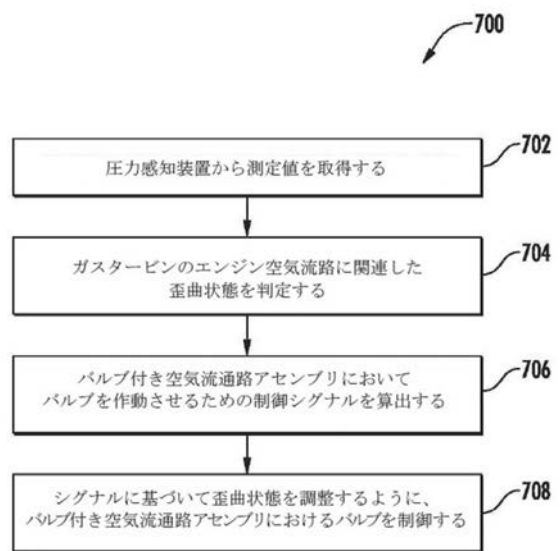 700
圧力感知装置から測定値を取得する
702
ガスタービンのエンジン空気流路に関連した
歪曲状態を判定する
704
バルブ付き空気流通路アセンブリにおいて
バルブを作動させるための制御シグナルを算出する
706
シグナルに基づいて歪曲状態を調整するように、
バルブ付き空気流通路アセンブリにおけるバルブを制御する
708